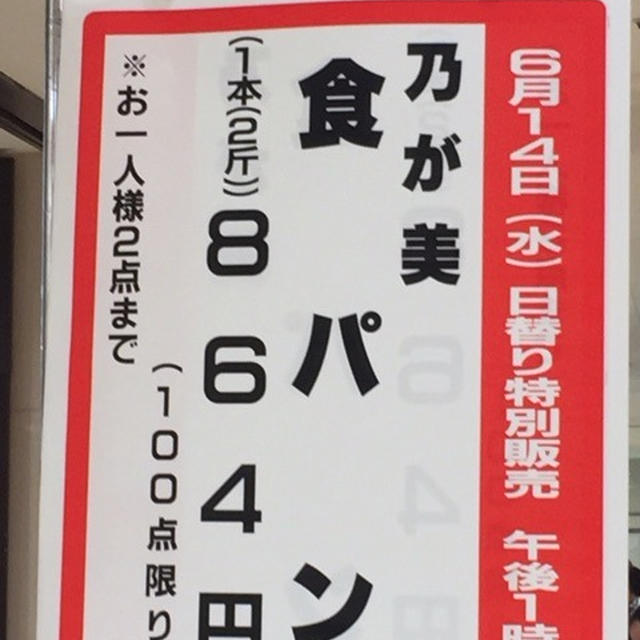 6月14日(水)日替り特別販売 午後1時
乃が美
食パン
(1本(2斤))864円
(100点限り
※お一人様2点まで